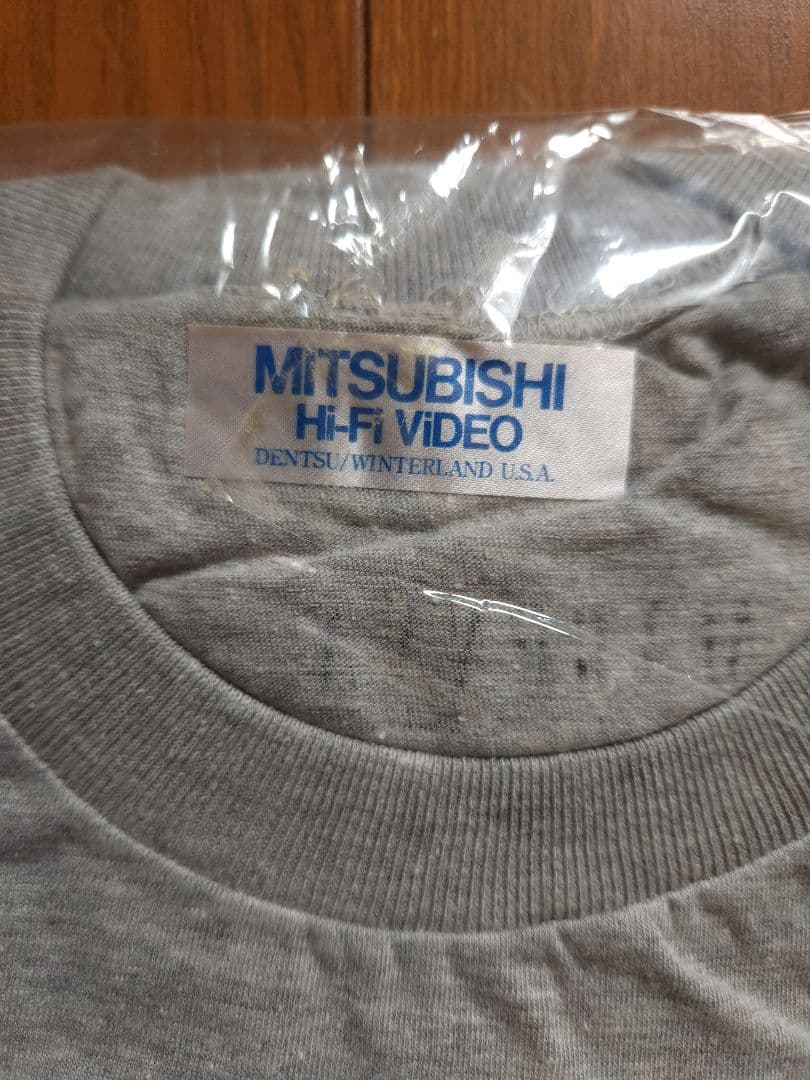 MITSUBISHI
Hi-Fi ViDEO
DENTSU/WINTERLAND U.S.A.